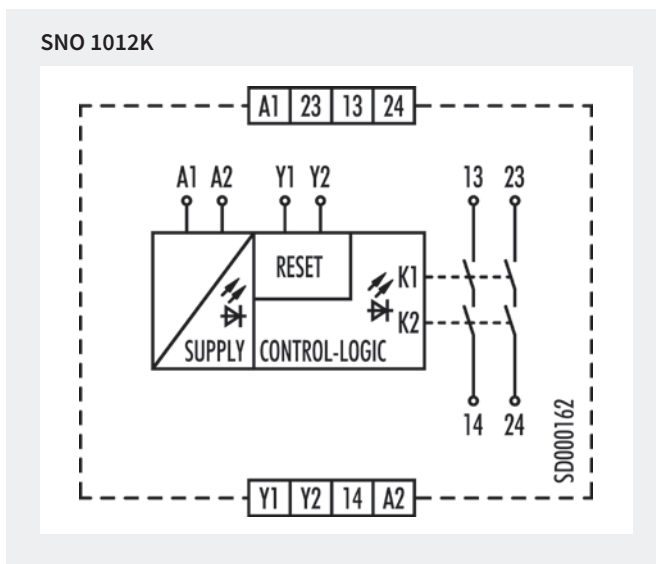 SNO 1012K
A1 23 13 24
A1 A2 Y1 Y2 13 23
RESET
K1
K2
SUPPLY CONTROL-LOGIC
14 24
SD000162
Y1 Y2 14 A2